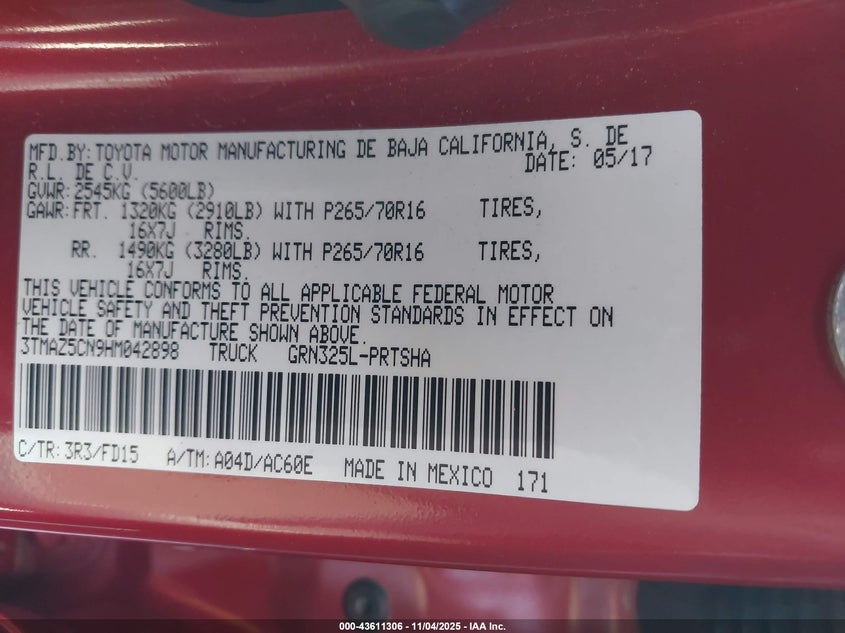 MFD.BY:TOYOTA MOTOR MANUFACTURING DE BAJA CALIFORNIA, S. DE
R.L. DE C.V. DATE: 05/17
GVWR:2545KG (5600LB)
GAWR:FRT. 1320KG (2910LB) WITH P265/70R16 TIRES,
16X7J RIMS.
RR. 1490KG (3280LB) WITH P265/70R16 TIRES,
16X7J RIMS.
THIS VEHICLE CONFORMS TO ALL APPLICABLE FEDERAL MOTOR
VEHICLE SAFETY AND THEFT PREVENTION STANDARDS IN EFFECT ON
THE DATE OF MANUFACTURE SHOWN ABOVE.
3TMAZ5CN9HM042898 TRUCK GRN325L-PRTSHA
C/TR:3R3/FD15 A/TM:A04D/AC60E MADE IN MEXICO 171
000-43611306 - 11/04/2025 - IAA Inc.